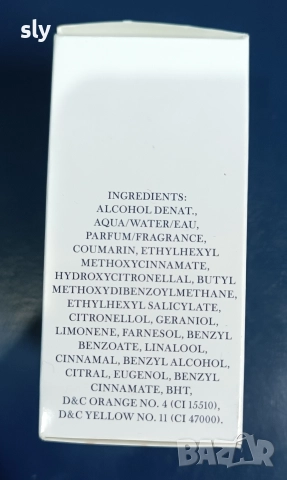 sly
INGREDIENTS:
ALCOHOL DENAT.,
AQUA/WATER/EAU,
PARFUM/FRAGRANCE,
COUMARIN, ETHYLHEXYL
METHOXYCINNAMATE,
HYDROXYCITRONELLAL, BUTYL
METHOXYDIBENZOYLMETHANE,
ETHYLHEXYL SALICYLATE,
CITRONELLOL, GERANIOL,
LIMONENE, FARNESOL, BENZYL
BENZOATE, LINALOOL,
CINNAMAL, BENZYL ALCOHOL,
CITRAL, EUGENOL, BENZYL
CINNAMATE, BHT,
D&C ORANGE NO. 4 (CI 15510),
D&C YELLOW NO. 11 (CI 47000).
BAZAR